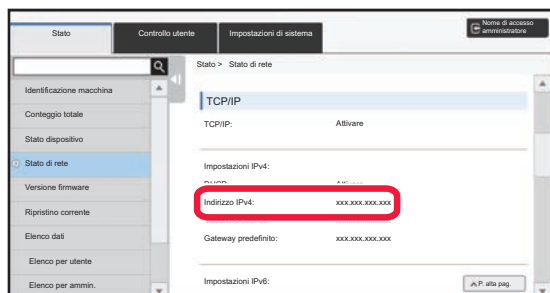 Stato
Controllo utente
Impostazioni di sistema
Nome di accesso
amministratore
Stato > Stato di rete
Identificazione macchina
Conteggio totale
Stato dispositivo
Stato di rete
Versione firmware
Ripristino corrente
Elenco dati
Elenco per utente
Elenco per ammin.
TCP/IP
TCP/IP: Attivare
Impostazioni IPv4:
Indirizzo IPv4: xxx.xxx.xxx.xxx
Gateway predefinito: xxx.xxx.xxx.xxx
Impostazioni IPv6:
P. alta pag.